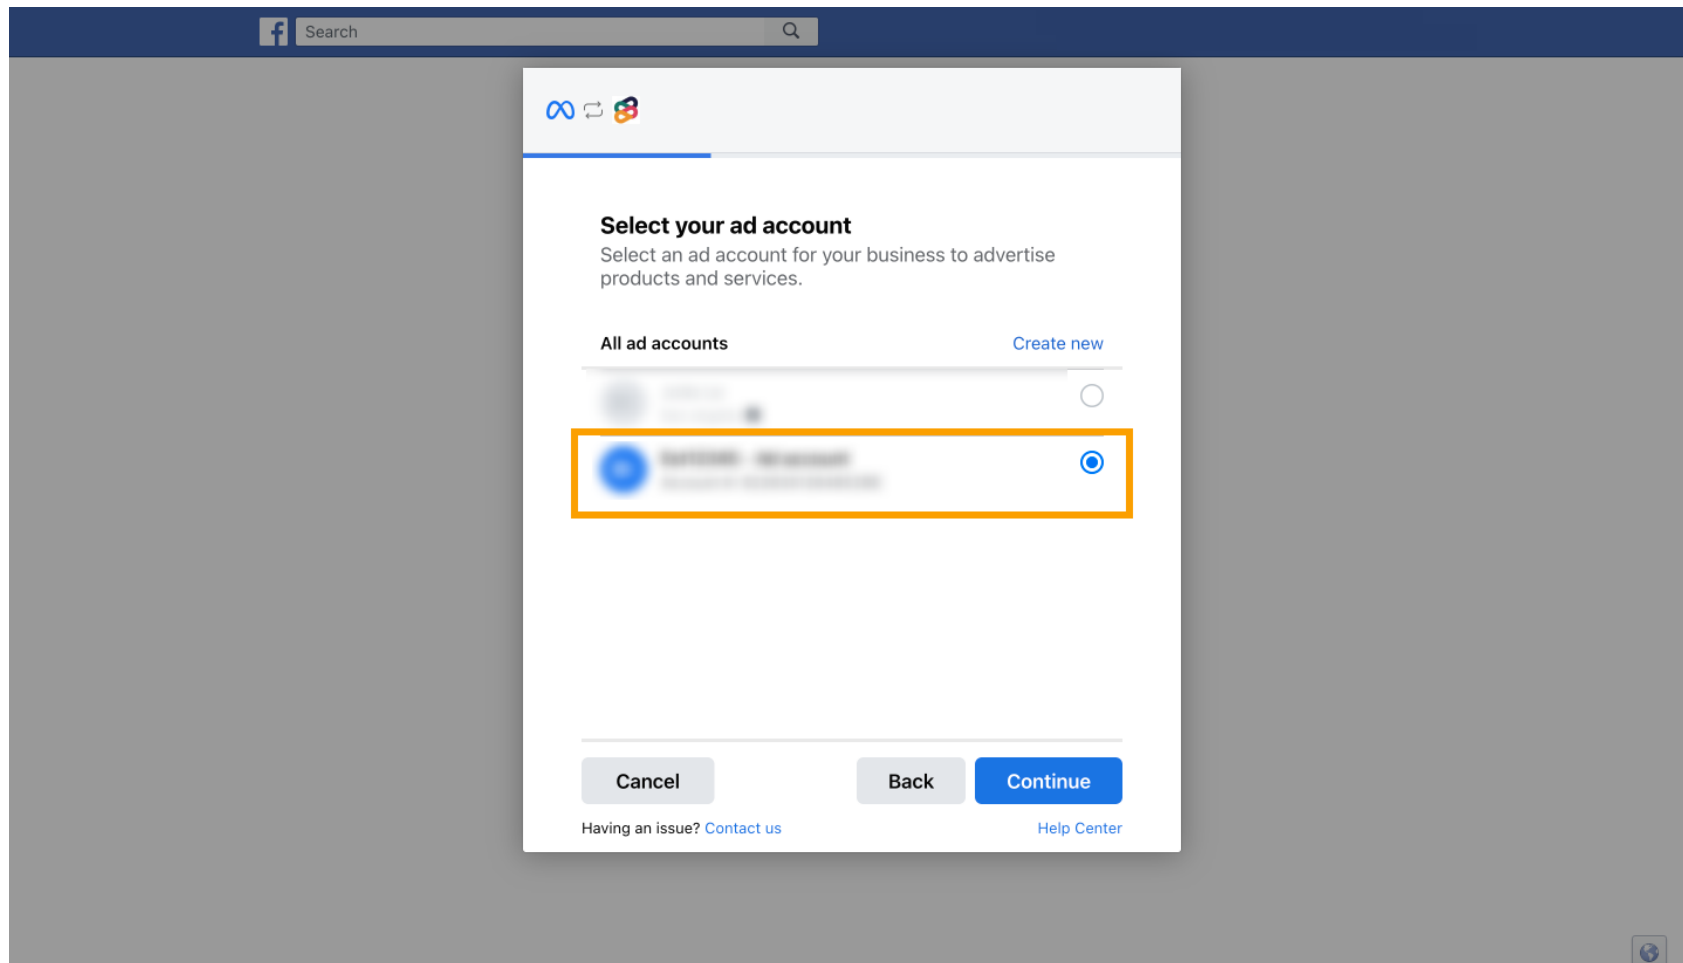 Search
Select your ad account
Select an ad account for your business to advertise
products and services.
All ad accounts
Create new
Cancel
Back
Continue
Having an issue? Contact us
Help Center